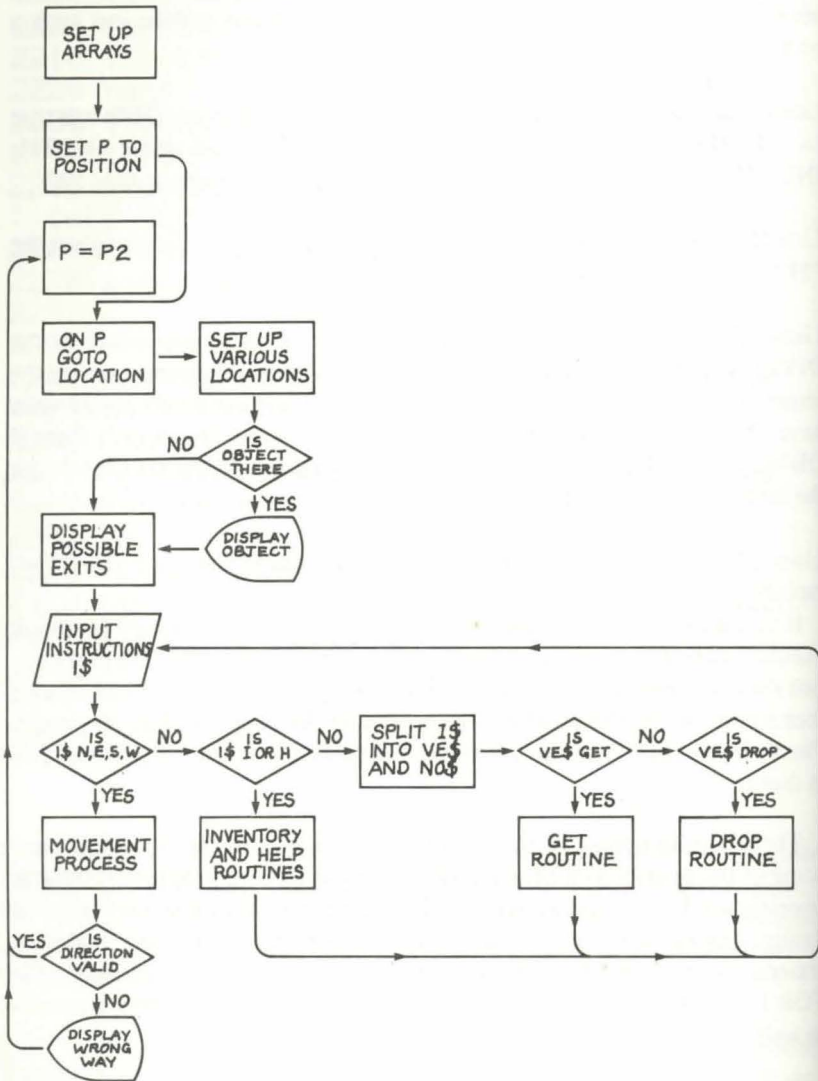 SET UP
ARRAYS
SET P TO
POSITION
P = P2
ON P
GOTO
LOCATION
SET UP
VARIOUS
LOCATIONS
NO
IS
OBJECT
THERE
YES
DISPLAY
POSSIBLE
EXITS
DISPLAY
OBJECT
INPUT
INSTRUCTIONS
I$
IS
I$ N,E,S,W
NO
IS
I$ I OR H
NO
SPLIT I$
INTO VE$
AND NO$
IS
VE$ GET
NO
IS
VE$ DROP
YES
YES
YES
YES
MOVEMENT
PROCESS
INVENTORY
AND HELP
ROUTINES
GET
ROUTINE
DROP
ROUTINE
YES
IS
DIRECTION
VALID
NO
DISPLAY
WRONG
WAY